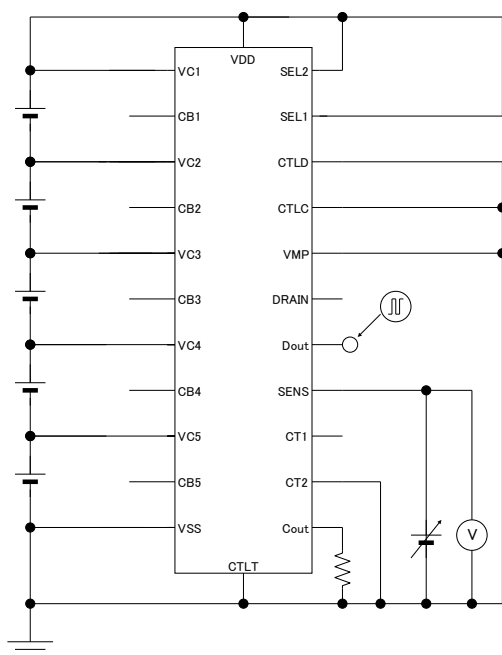 VDD
VC1
SEL2
CB1
SEL1
VC2
CTLD
CB2
CTLC
VC3
VMP
CB3
DRAIN
VC4
Dout
CB4
SENS
VC5
CT1
CB5
CT2
VSS
Cout
V
CTLT